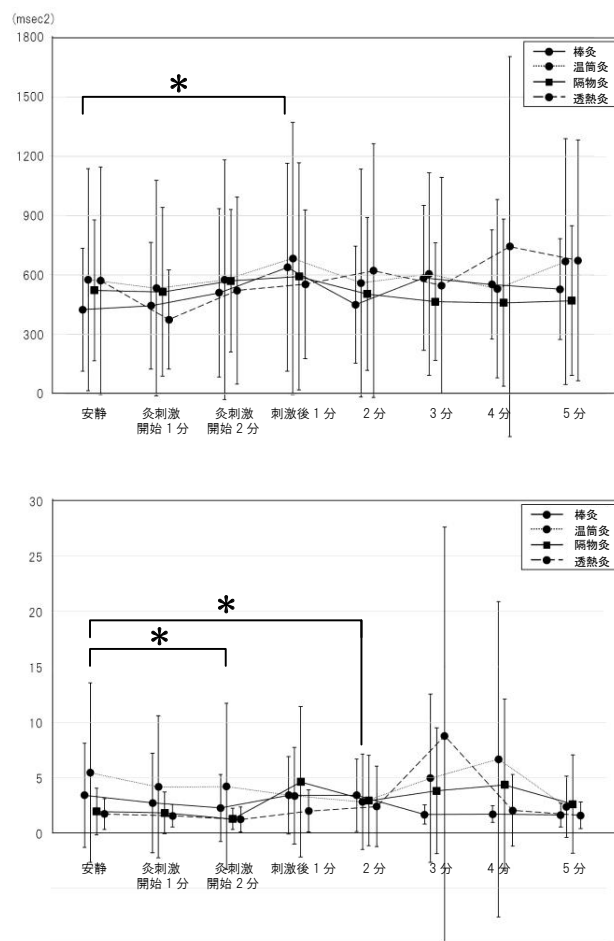 (msec2)
1800
1500
1200
900
600
300
0
棒灸
温筒灸
隔物灸
透熱灸
*
安静
灸刺激
開始1分
灸刺激
開始2分
刺激後1分
2分
3分
4分
5分
30
25
20
15
10
5
0
棒灸
温筒灸
隔物灸
透熱灸
*
*
安静
灸刺激
開始1分
灸刺激
開始2分
刺激後1分
2分
3分
4分
5分